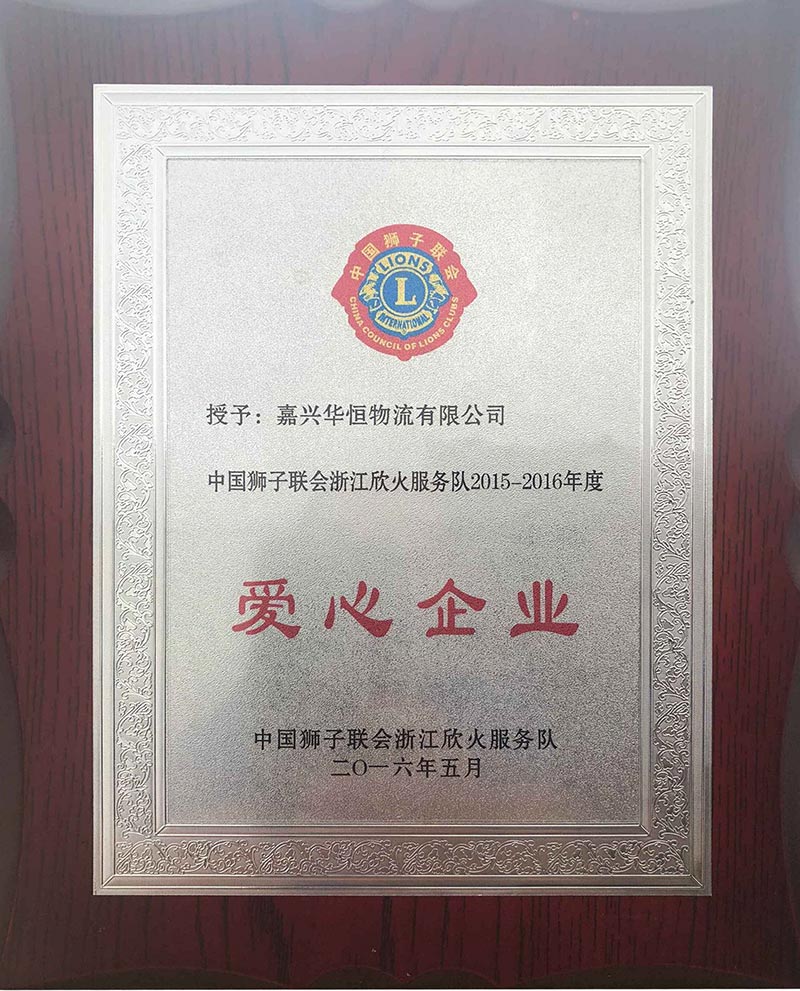 中国狮子联会
LIONS
L
INTERNATIONAL
CHINA COUNCIL OF LIONS CLUBS
授予：嘉兴华恒物流有限公司
中国狮子联会浙江欣火服务队2015-2016年度
爱心企业
中国狮子联会浙江欣火服务队
二〇一六年五月